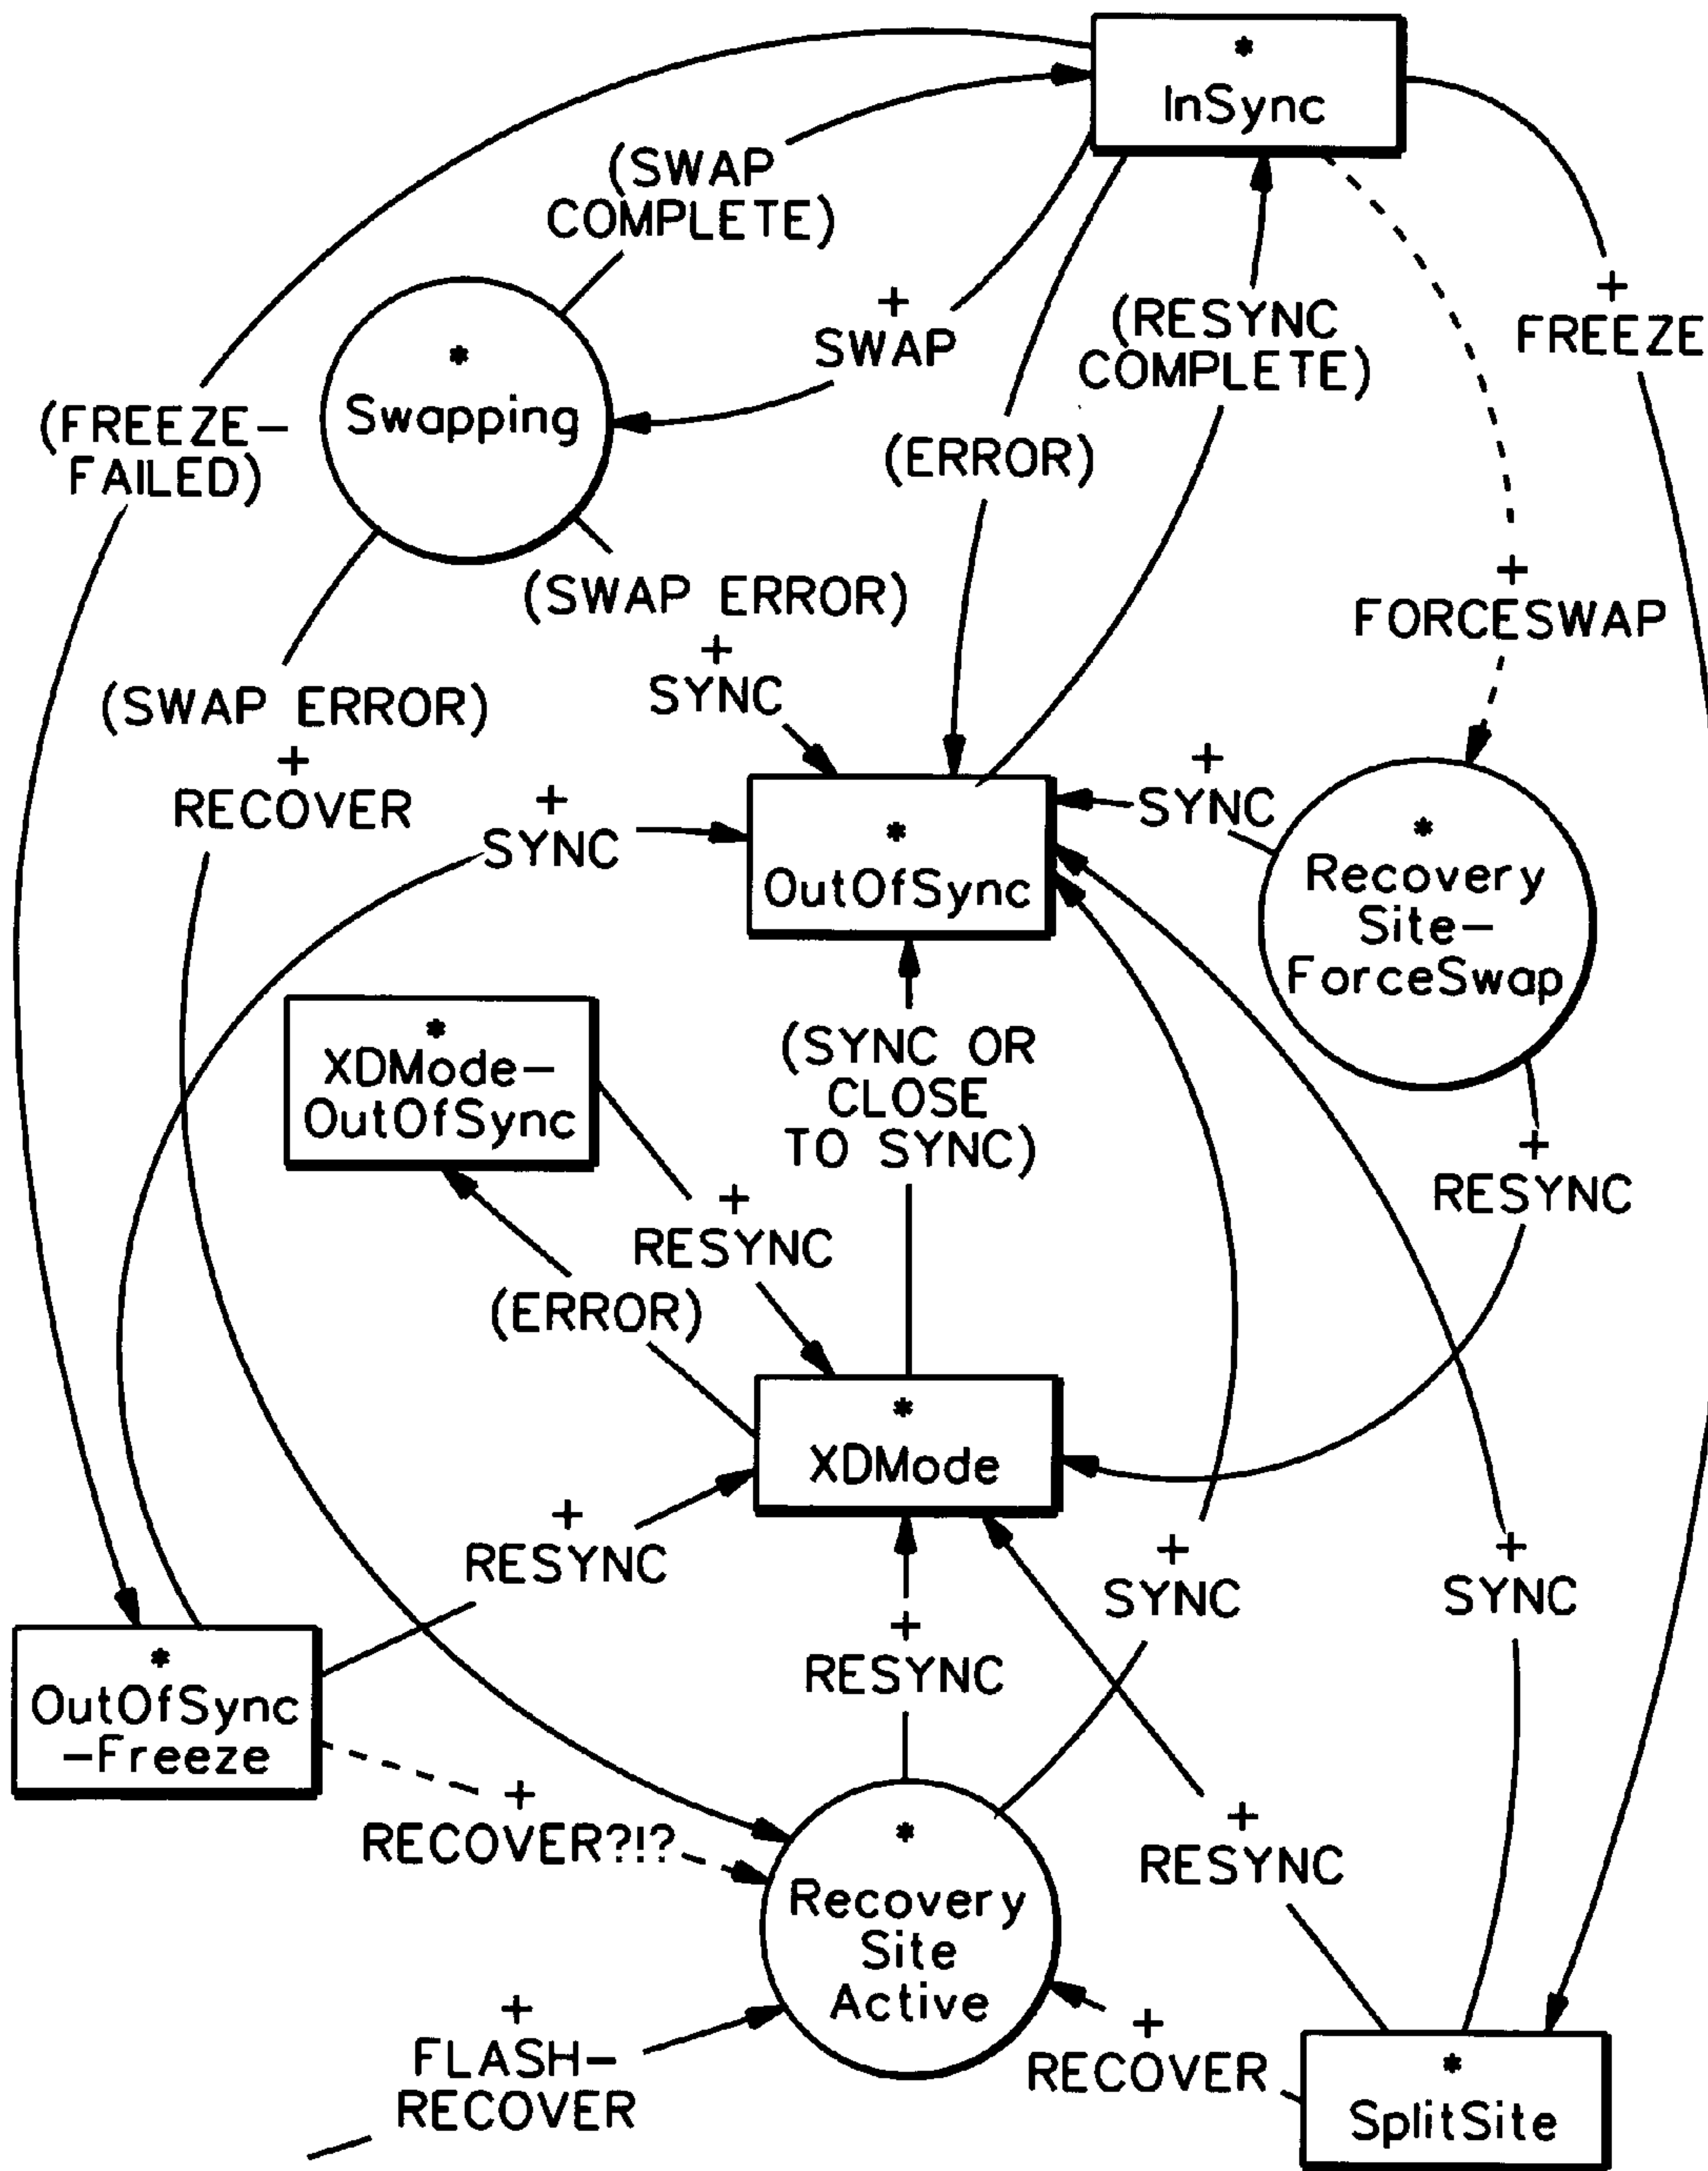 *
InSync
(SWAP
COMPLETE)
+
SWAP
(RESYNC
COMPLETE)
+
FREEZE
*
Swapping
(FREEZE-
FAILED)
(ERROR)
(SWAP ERROR)
+
SYNC
+
FORCESWAP
(SWAP ERROR)
+
RECOVER
+
SYNC
+
SYNC
*
OutOfSync
*
Recovery
Site-
ForceSwap
*
XDMode-
OutOfSync
(SYNC OR
CLOSE
TO SYNC)
+
RESYNC
+
RESYNC
(ERROR)
*
XDMode
+
RESYNC
+
SYNC
+
SYNC
+
RESYNC
*
OutOfSync
-Freeze
+
RECOVER?!?
+
RESYNC
*
Recovery
Site
Active
+
FLASH-
RECOVER
+
RECOVER
*
SplitSite